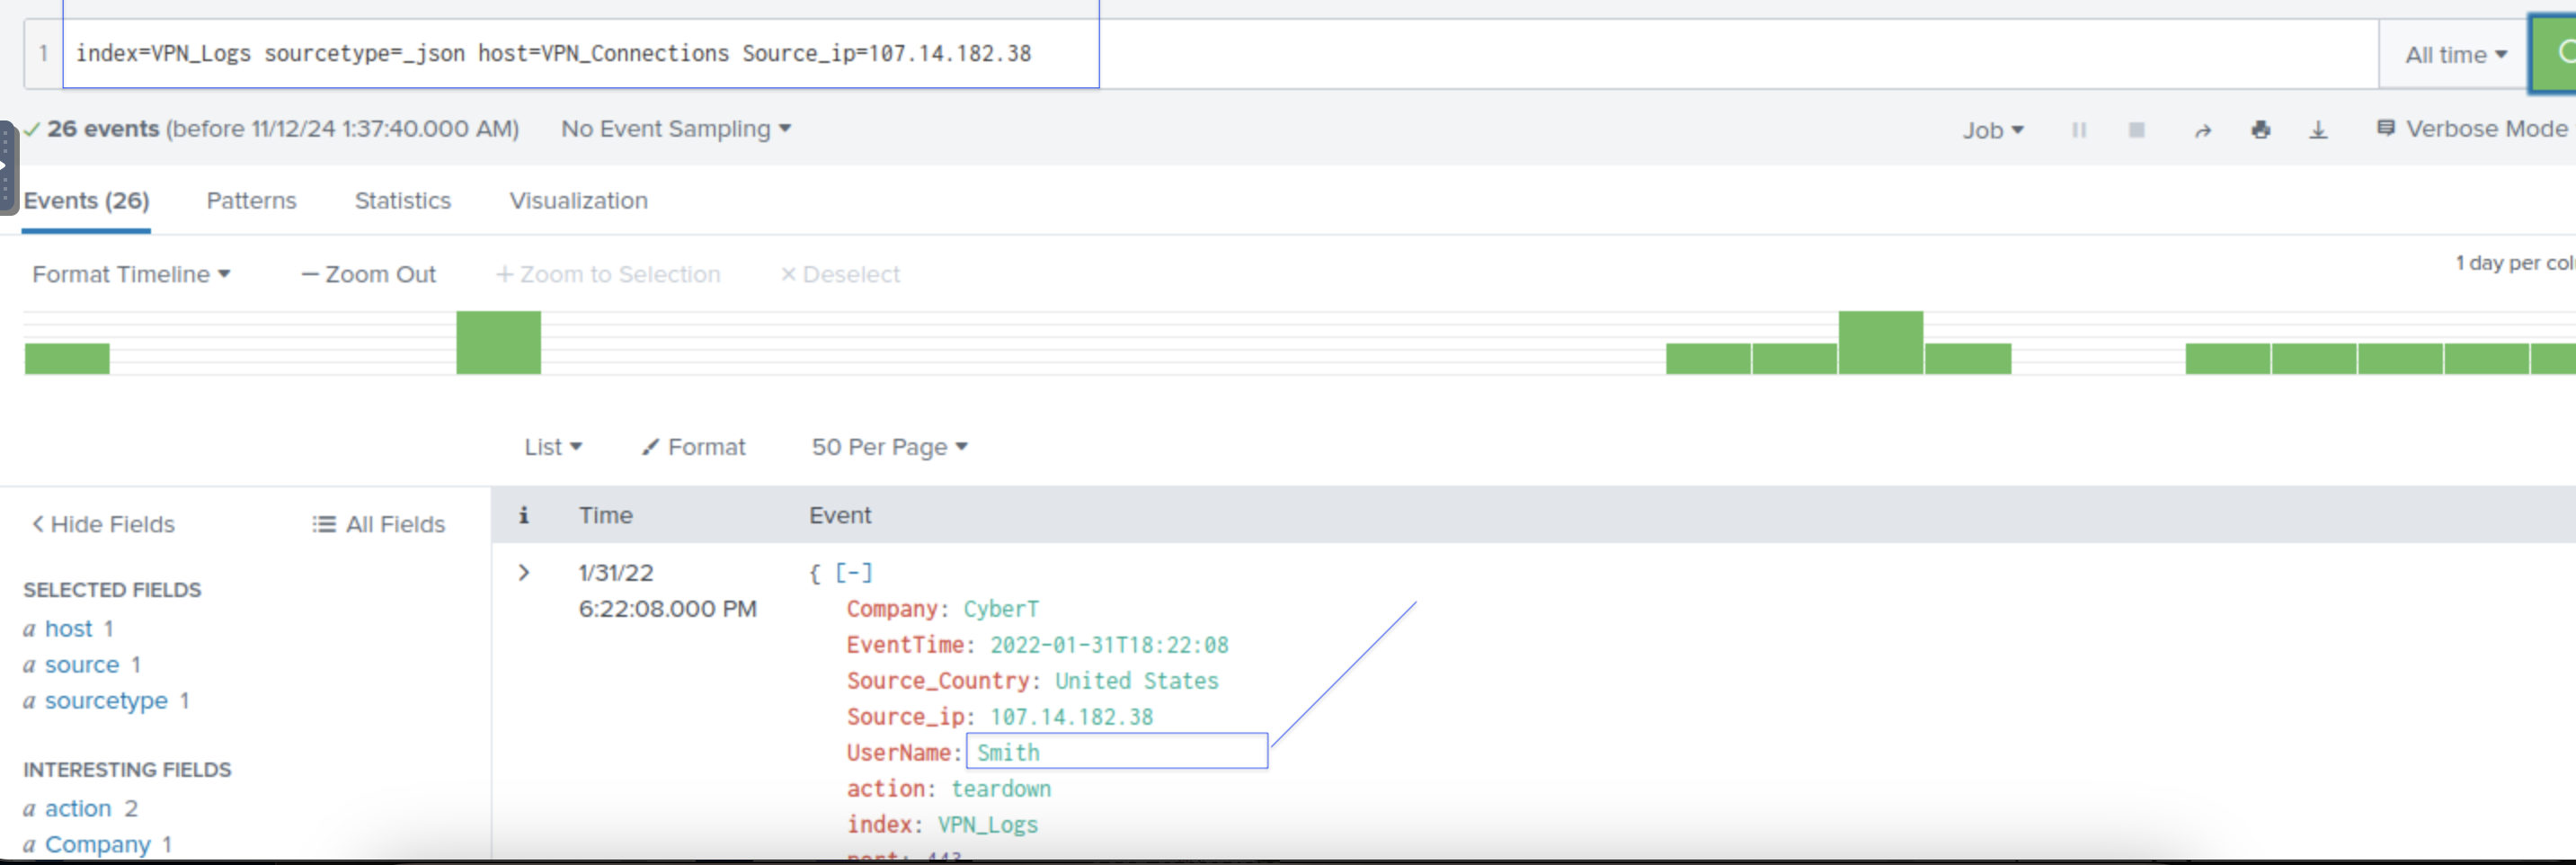 1 index=VPN_Logs sourcetype=_json host=VPN_Connections Source_ip=107.14.182.38
All time
26 events (before 11/12/24 1:37:40.000 AM) No Event Sampling Job Verbose Mode
Events (26) Patterns Statistics Visualization
Format Timeline — Zoom Out + Zoom to Selection × Deselect
1 day per
List Format 50 Per Page
< Hide Fields All Fields
i Time Event
SELECTED FIELDS
a host 1
a source 1
a sourcetype 1
INTERESTING FIELDS
a action 2
a Company 1
> 1/31/22
6:22:08.000 PM
{ [-]
Company: CyberT
EventTime: 2022-01-31T18:22:08
Source_Country: United States
Source_ip: 107.14.182.38
UserName: Smith
action: teardown
index: VPN_Logs